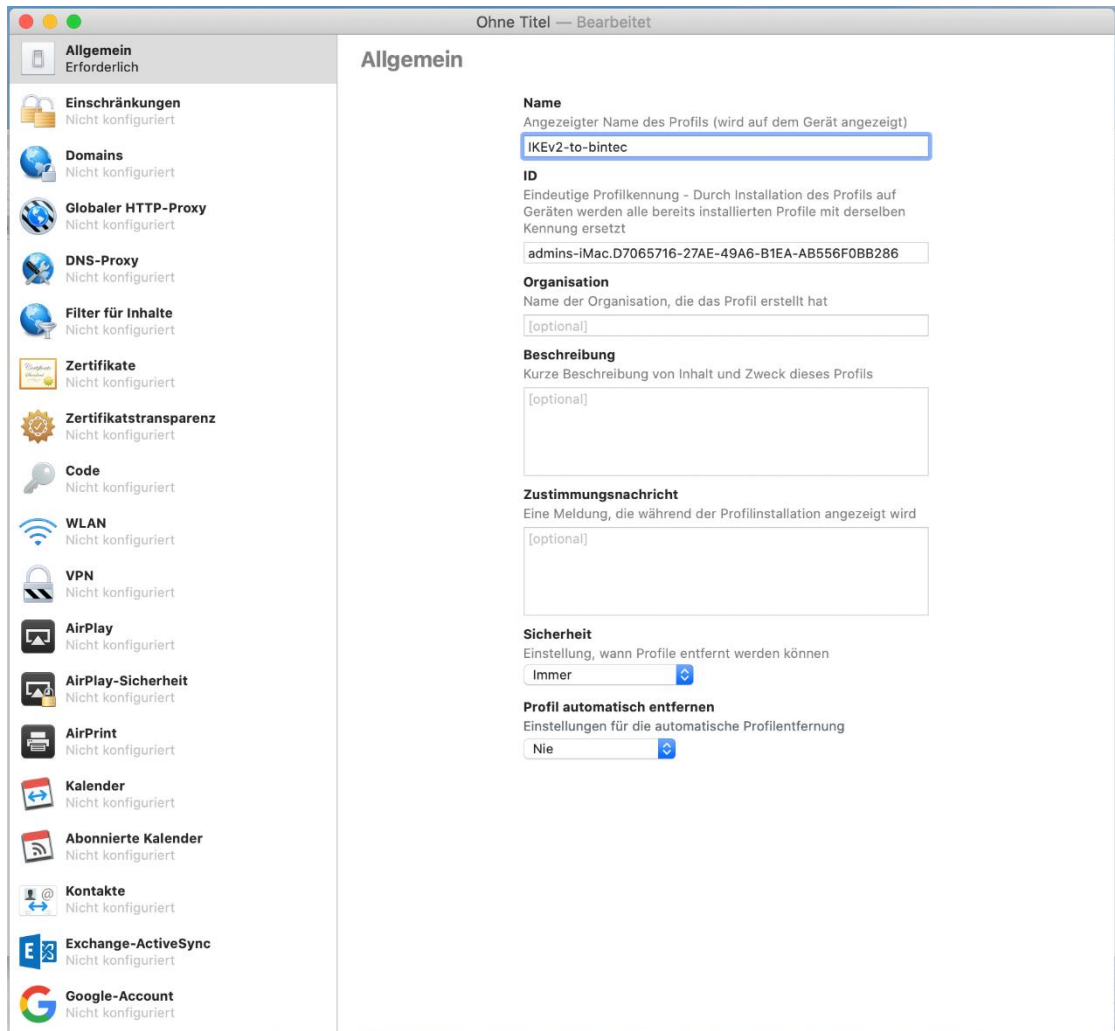 Ohne Titel — Bearbeitet
Allgemein
Erforderlich
Einschränkungen
Nicht konfiguriert
Domains
Nicht konfiguriert
Globaler HTTP-Proxy
Nicht konfiguriert
DNS-Proxy
Nicht konfiguriert
Filter für Inhalte
Nicht konfiguriert
Zertifikate
Nicht konfiguriert
Zertifikatstransparenz
Nicht konfiguriert
Code
Nicht konfiguriert
WLAN
Nicht konfiguriert
VPN
Nicht konfiguriert
AirPlay
Nicht konfiguriert
AirPlay-Sicherheit
Nicht konfiguriert
AirPrint
Nicht konfiguriert
Kalender
Nicht konfiguriert
Abonnierte Kalender
Nicht konfiguriert
Kontakte
Nicht konfiguriert
Exchange-ActiveSync
Nicht konfiguriert
Google-Account
Nicht konfiguriert
Allgemein
Name
Angezeigter Name des Profils (wird auf dem Gerät angezeigt)
IKEv2-to-bintec
ID
Eindeutige Profilkennung - Durch Installation des Profils auf
Geräten werden alle bereits installierten Profile mit derselben
Kennung ersetzt
admins-iMac.D7065716-27AE-49A6-B1EA-AB556F0BB286
Organisation
Name der Organisation, die das Profil erstellt hat
[optional]
Beschreibung
Kurze Beschreibung von Inhalt und Zweck dieses Profils
[optional]
Zustimmungsnachricht
Eine Meldung, die während der Profilinstallation angezeigt wird
[optional]
Sicherheit
Einstellung, wann Profile entfernt werden können
Immer
Profil automatisch entfernen
Einstellungen für die automatische Profilentfernung
Nie